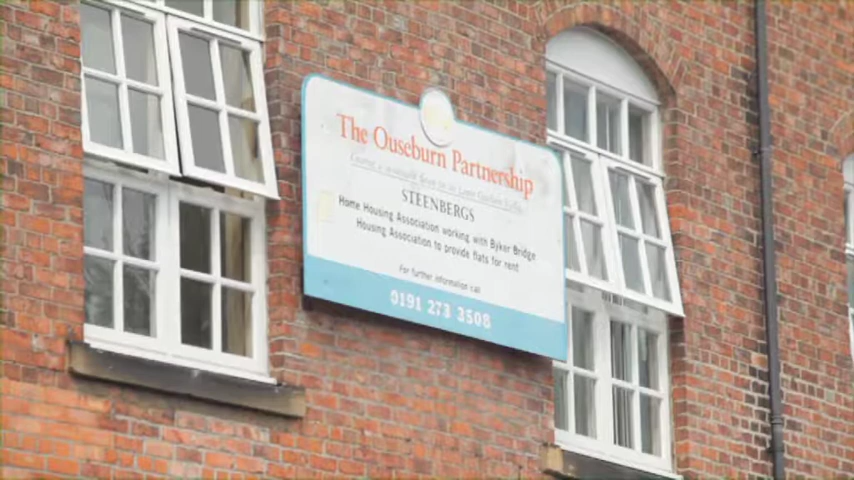 The Ouseburn Partnership
STEENBERGS
Home Housing Association working with Byker Bridge
Housing Association to provide flats for rent
For further information call
0191 273 3508